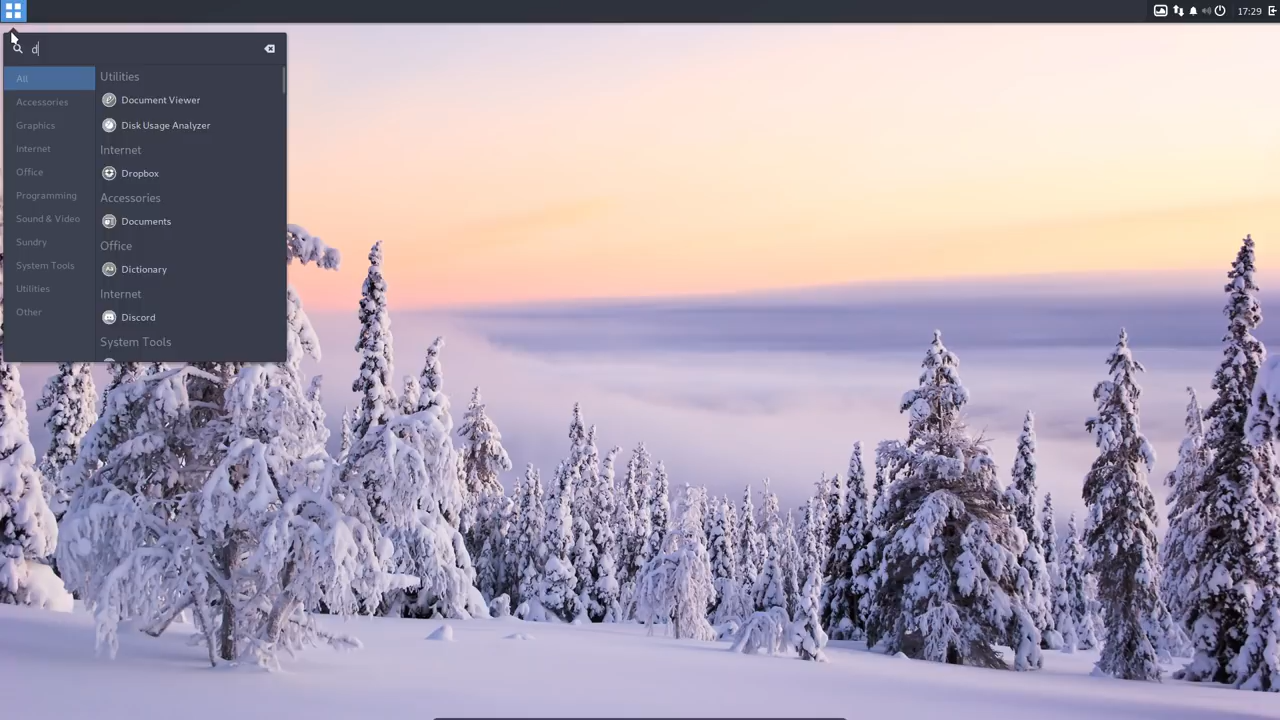 17:29
d
All
Accessories
Graphics
Internet
Office
Programming
Sound & Video
Sundry
System Tools
Utilities
Other
Utilities
Document Viewer
Disk Usage Analyzer
Internet
Dropbox
Accessories
Documents
Office
Dictionary
Internet
Discord
System Tools